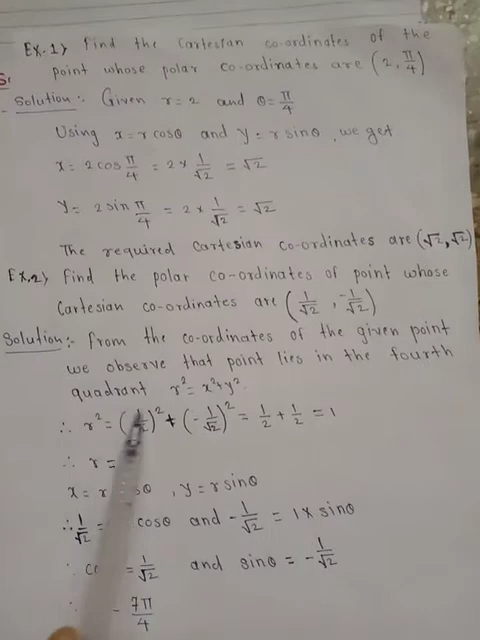 Ex.1) Find the Cartesian co-ordinates of the
point whose polar co-ordinates are (2, π/4)
Solution:- Given r = 2 and θ = π/4
Using x = r cosθ and y = r sinθ, we get
x = 2 cos π/4 = 2 × 1/√2 = √2
y = 2 sin π/4 = 2 × 1/√2 = √2
The required Cartesian co-ordinates are (√2, √2)
Ex.2) Find the polar co-ordinates of point whose
Cartesian co-ordinates are (1/√2, -1/√2)
Solution:- From the co-ordinates of the given point
we observe that point lies in the fourth
quadrant r² = x² + y².
∴ r² = ( )² + (-1/√2)² = 1/2 + 1/2 = 1
∴ r =
x = r θ, y = r sinθ
∴ 1/√2 = cosθ and -1/√2 = 1 × sinθ
∴ = 1/√2 and sinθ = -1/√2
7π/4